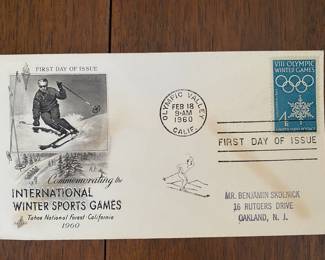 FIRST DAY OF ISSUE
Commemorating the
INTERNATIONAL
WINTER SPORTS GAMES
Tahoe National Forest - California
1960
OLYMPIC VALLEY
FEB 18
9-AM
1960
CALIF.
VIII OLYMPIC
WINTER GAMES
4¢
FIRST DAY OF ISSUE
MR. BENJAMIN SKOLNICK
16 RUTGERS DRIVE
OAKLAND, N. J.